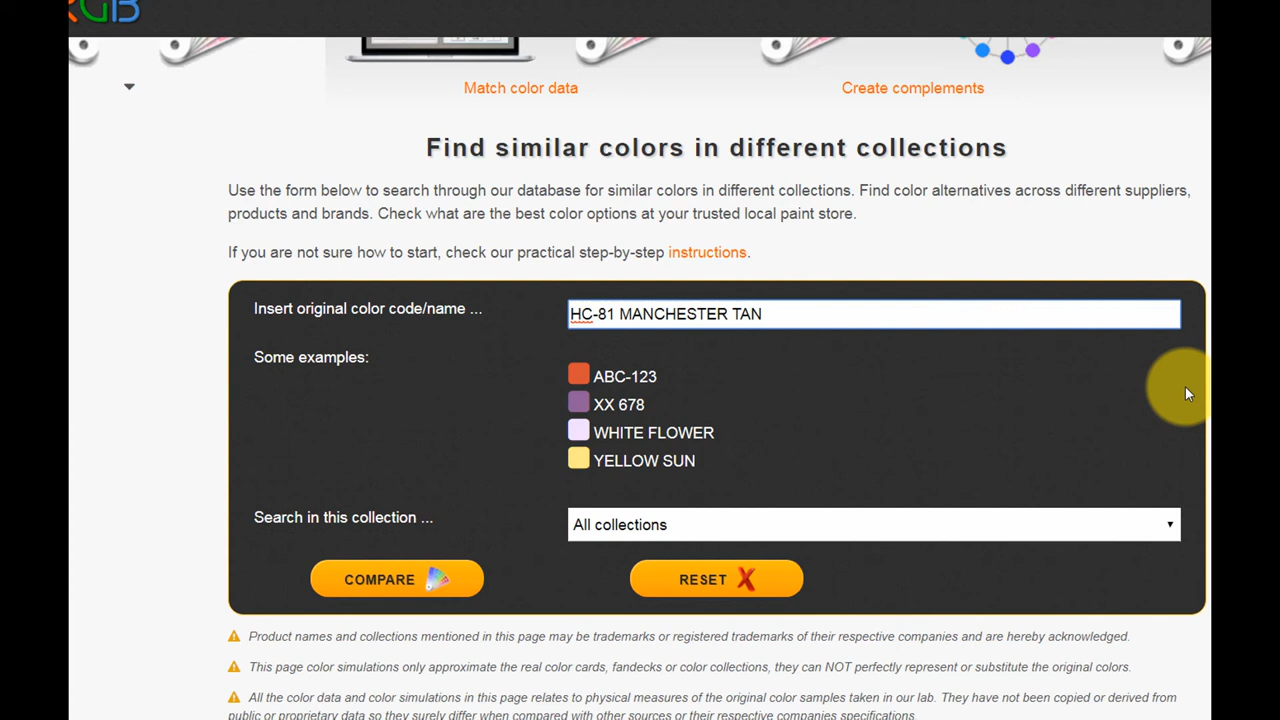 RGB
Match color data
Create complements
Find similar colors in different collections
Use the form below to search through our database for similar colors in different collections. Find color alternatives across different suppliers,
products and brands. Check what are the best color options at your trusted local paint store.
If you are not sure how to start, check our practical step-by-step instructions.
Insert original color code/name ...
HC-81 MANCHESTER TAN
Some examples:
ABC-123
XX 678
WHITE FLOWER
YELLOW SUN
Search in this collection ...
All collections
COMPARE
RESET
Product names and collections mentioned in this page may be trademarks or registered trademarks of their respective companies and are hereby acknowledged.
This page color simulations only approximate the real color cards, fandecks or color collections, they can NOT perfectly represent or substitute the original colors.
All the color data and color simulations in this page relates to physical measures of the original color samples taken in our lab. They have not been copied or derived from
public or proprietary data so they surely differ when compared with other sources or their respective companies specifications.